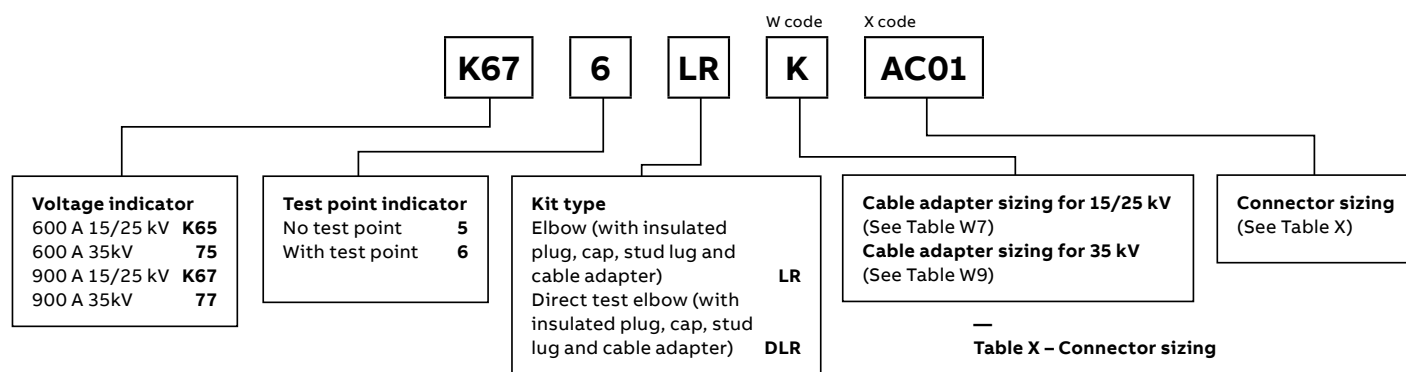 W code X code
K67 6 LR K AC01
Voltage indicator
600 A 15/25 kV K65
600 A 35kV 75
900 A 15/25 kV K67
900 A 35kV 77
Test point indicator
No test point 5
With test point 6
Kit type
Elbow (with insulated
plug, cap, stud lug and
cable adapter) LR
Direct test elbow (with
insulated plug, cap, stud
lug and cable adapter) DLR
Cable adapter sizing for 15/25 kV
(See Table W7)
Cable adapter sizing for 35 kV
(See Table W9)
Connector sizing
(See Table X)
—
Table X – Connector sizing